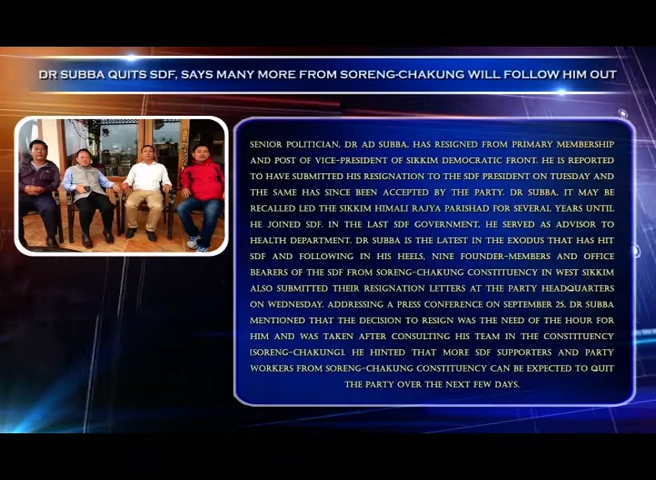 DR SUBBA QUITS SDF, SAYS MANY MORE FROM SORENG-CHAKUNG WILL FOLLOW HIM OUT
SENIOR POLITICIAN, DR AD SUBBA, HAS RESIGNED FROM PRIMARY MEMBERSHIP
AND POST OF VICE-PRESIDENT OF SIKKIM DEMOCRATIC FRONT. HE IS REPORTED
TO HAVE SUBMITTED HIS RESIGNATION TO THE SDF PRESIDENT ON TUESDAY AND
THE SAME HAS SINCE BEEN ACCEPTED BY THE PARTY. DR SUBBA, IT MAY BE
RECALLED LED THE SIKKIM HIMALI RAJYA PARISHAD FOR SEVERAL YEARS UNTIL
HE JOINED SDF. IN THE LAST SDF GOVERNMENT, HE SERVED AS ADVISOR TO
HEALTH DEPARTMENT. DR SUBBA IS THE LATEST IN THE EXODUS THAT HAS HIT
SDF AND FOLLOWING IN HIS HEELS, NINE FOUNDER-MEMBERS AND OFFICE
BEARERS OF THE SDF FROM SORENG-CHAKUNG CONSTITUENCY IN WEST SIKKIM
ALSO SUBMITTED THEIR RESIGNATION LETTERS AT THE PARTY HEADQUARTERS
ON WEDNESDAY. ADDRESSING A PRESS CONFERENCE ON SEPTEMBER 25, DR SUBBA
MENTIONED THAT THE DECISION TO RESIGN WAS THE NEED OF THE HOUR FOR
HIM AND WAS TAKEN AFTER CONSULTING HIS TEAM IN THE CONSTITUENCY
[SORENG-CHAKUNG]. HE HINTED THAT MORE SDF SUPPORTERS AND PARTY
WORKERS FROM SORENG-CHAKUNG CONSTITUENCY CAN BE EXPECTED TO QUIT
THE PARTY OVER THE NEXT FEW DAYS.